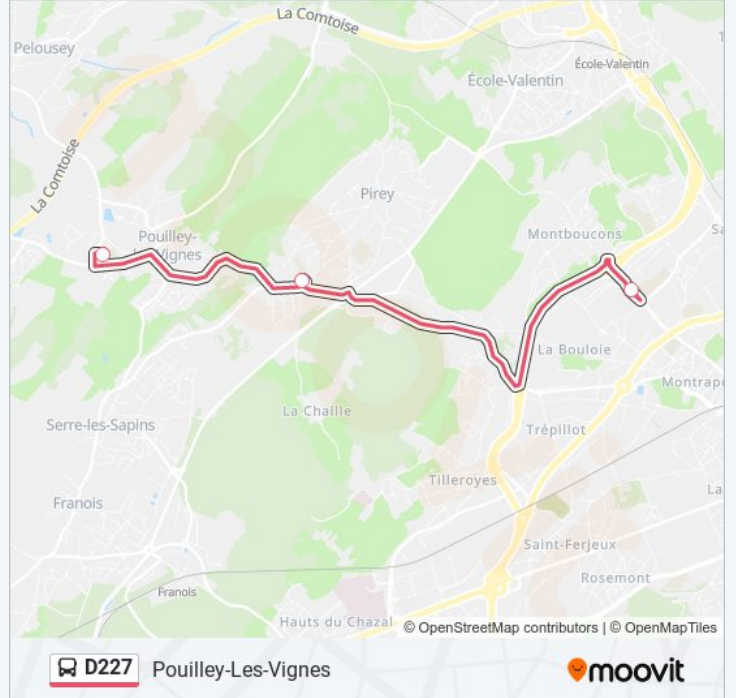 La Comtoise
Pelousey
École-Valentin
École-Valentin
La Comtoise
Pirey
Pouilley-
Vignes
Montboucons
La Bouloie
Montrap
La Chaille
Serre-les-Sapins
Trépillot
Tilleroyes
Franois
La
Saint-Ferjeux
Rosemont
Franois
Hauts du Chazal
© OpenStreetMap contributors | © OpenMapTiles
D227 Pouilley-Les-Vignes
moovit